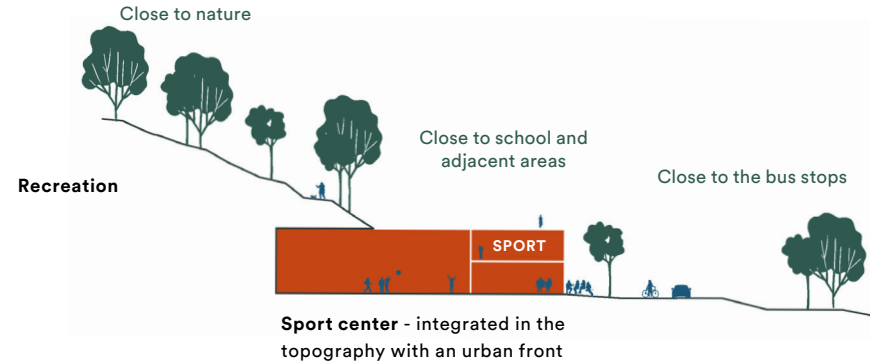 Close to nature
Close to school and
adjacent areas
Close to the bus stops
Recreation
SPORT
Sport center - integrated in the
topography with an urban front